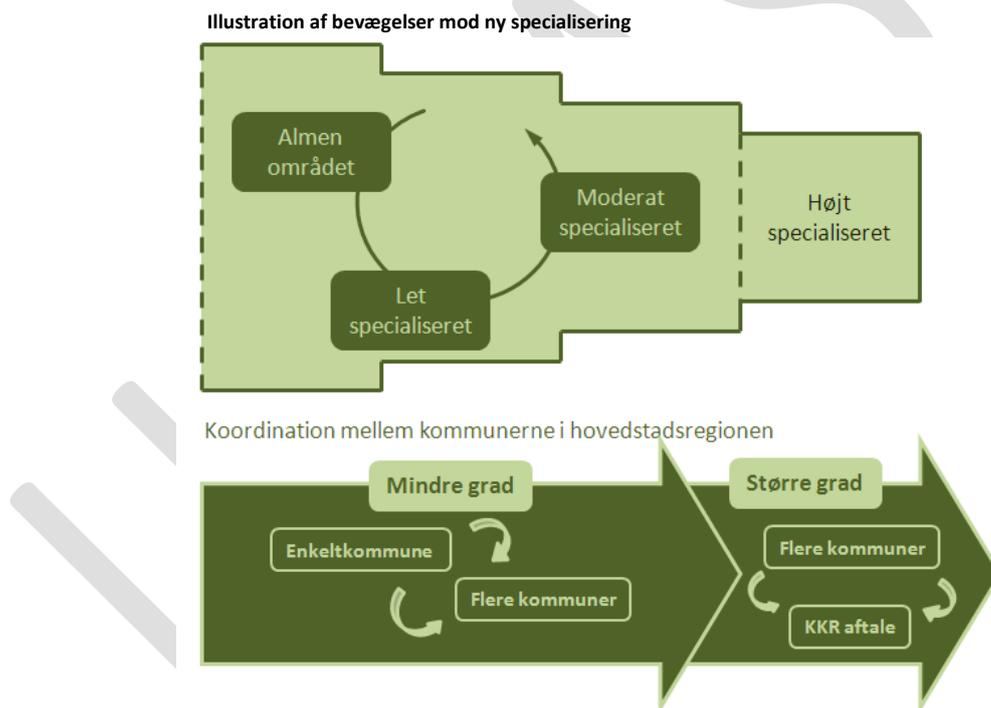 Illustration af bevægelser mod ny specialisering
Almen
området
Moderat
specialiseret
Højt
specialiseret
Let
specialiseret
Koordination mellem kommunerne i hovedstadsregionen
Mindre grad
Større grad
Enkeltkommune
Flere kommuner
Flere kommuner
KKR aftale